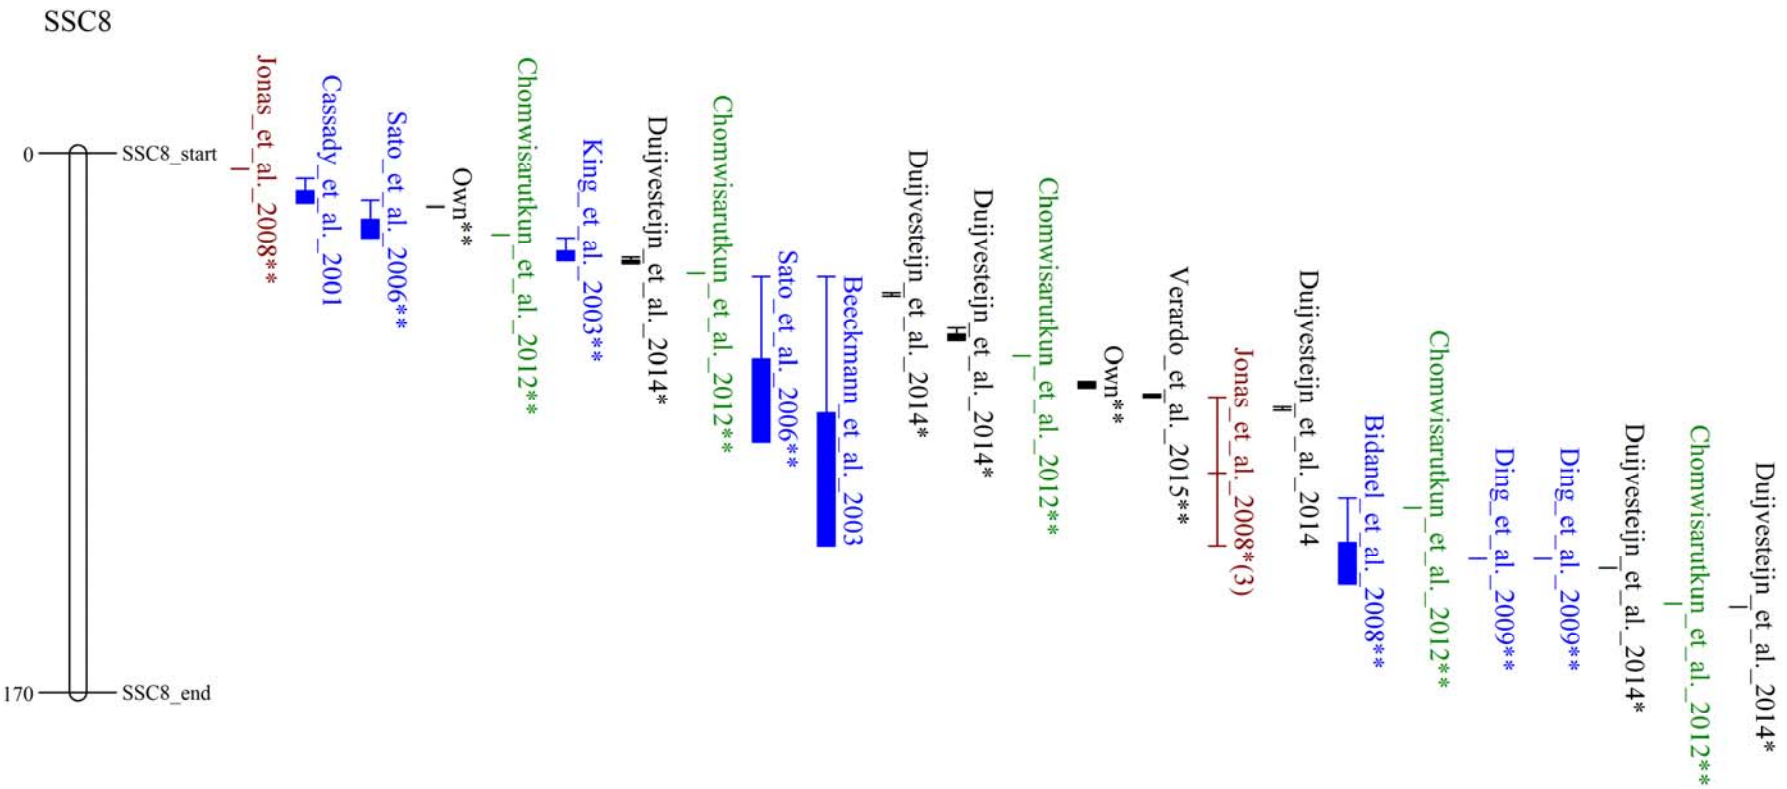 SSC8
0
SSC8_start
170
SSC8_end
Jonas_et_al._2008**
Cassady_et_al._2001
Sato_et_al._2006**
Own**
Chomwisarutkun_et_al._2012**
King_et_al._2003**
Duijvesteijn_et_al._2014*
Chomwisarutkun_et_al._2012**
Sato_et_al._2006**
Beeckmann_et_al._2003
Duijvesteijn_et_al._2014*
Duijvesteijn_et_al._2014*
Chomwisarutkun_et_al._2012**
Own**
Verardo_et_al._2015**
Jonas_et_al._2008*(3)
Duijvesteijn_et_al._2014
Bidanel_et_al._2008**
Chomwisarutkun_et_al._2012**
Ding_et_al._2009**
Ding_et_al._2009**
Duijvesteijn_et_al._2014*
Chomwisarutkun_et_al._2012**
Duijvesteijn_et_al._2014*